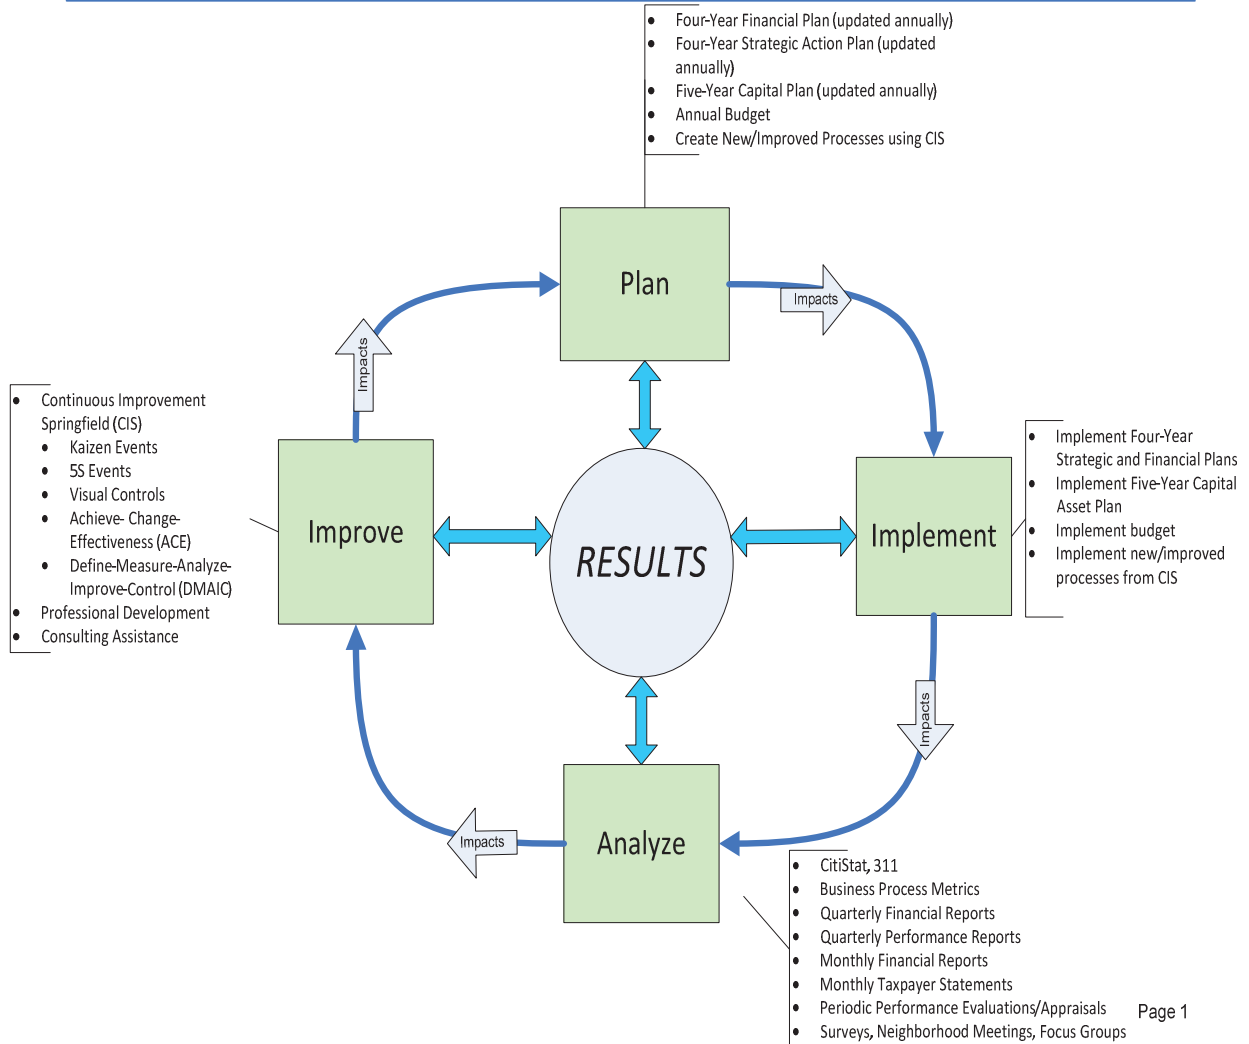 Four-Year Financial Plan (updated annually)
Four-Year Strategic Action Plan (updated
annually)
Five-Year Capital Plan (updated annually)
Annual Budget
Create New/Improved Processes using CIS
Plan
Impacts
Impacts
Continuous Improvement
Springfield (CIS)
Kaizen Events
5S Events
Visual Controls
Achieve- Change-
Effectiveness (ACE)
Define-Measure-Analyze-
Improve-Control (DMAIC)
Professional Development
Consulting Assistance
Improve
RESULTS
Implement
Implement Four-Year
Strategic and Financial Plans
Implement Five-Year Capital
Asset Plan
Implement budget
Implement new/improved
processes from CIS
Impacts
Impacts
Analyze
CitiStat, 311
Business Process Metrics
Quarterly Financial Reports
Quarterly Performance Reports
Monthly Financial Reports
Monthly Taxpayer Statements
Periodic Performance Evaluations/Appraisals
Surveys, Neighborhood Meetings, Focus Groups
Page 1